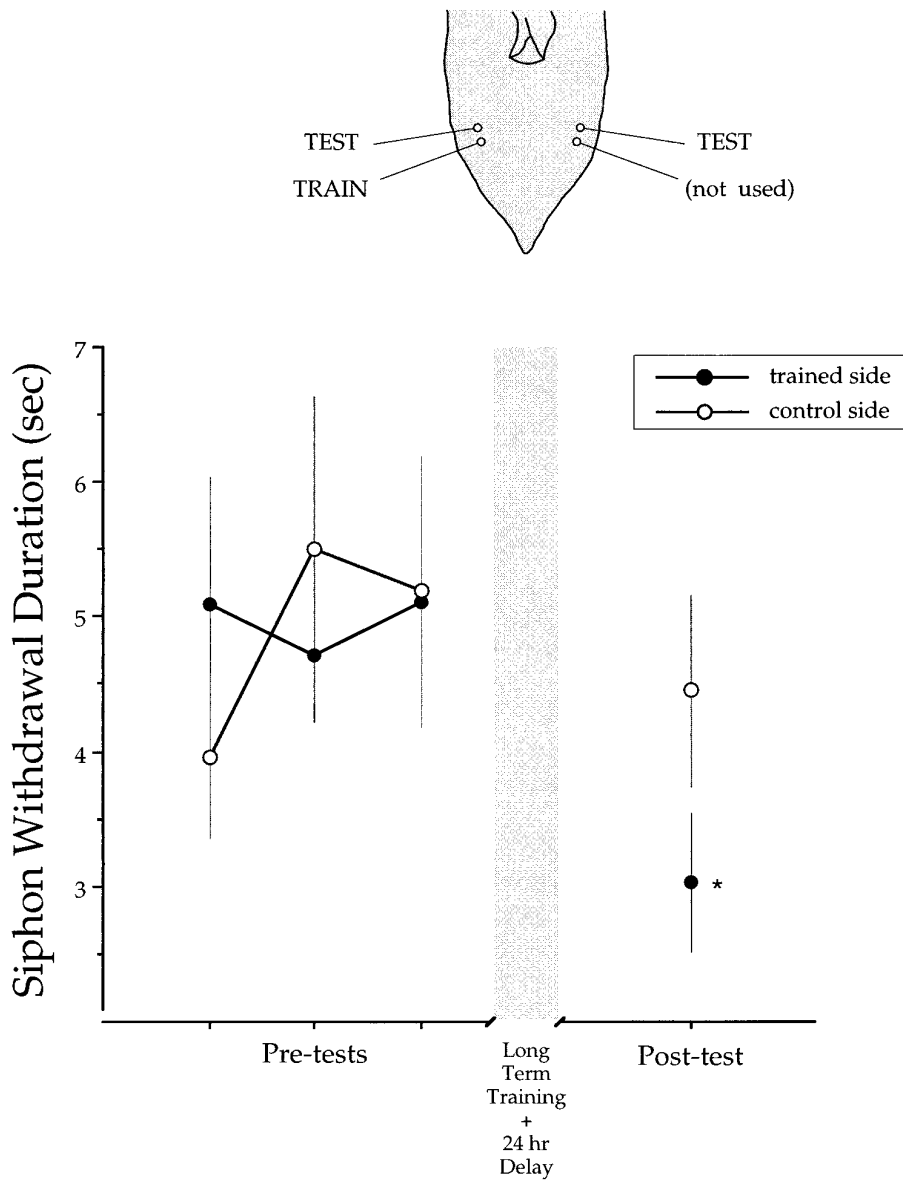 TEST
TEST
TRAIN
(not used)
Siphon Withdrawal Duration (sec)
7
6
5
4
3
trained side
control side
*
Pre-tests
Long
Term
Training
+
24 hr
Delay
Post-test